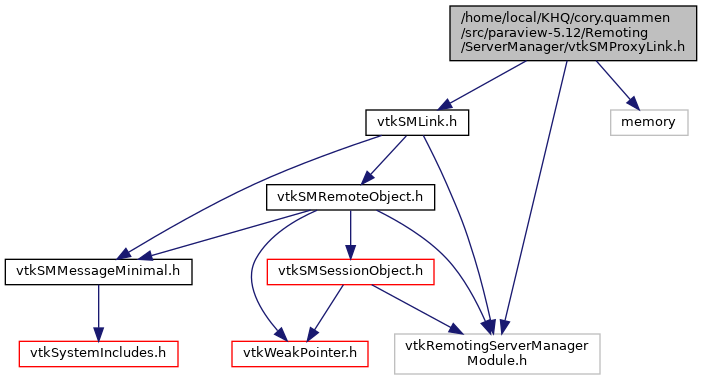 /home/local/KHQ/cory.quammen
/src/paraview-5.12/Remoting
/ServerManager/vtkSMProxyLink.h
vtkSMLink.h
memory
vtkSMRemoteObject.h
vtkSMMessageMinimal.h
vtkSMSessionObject.h
vtkSystemIncludes.h
vtkWeakPointer.h
vtkRemotingServerManager
Module.h